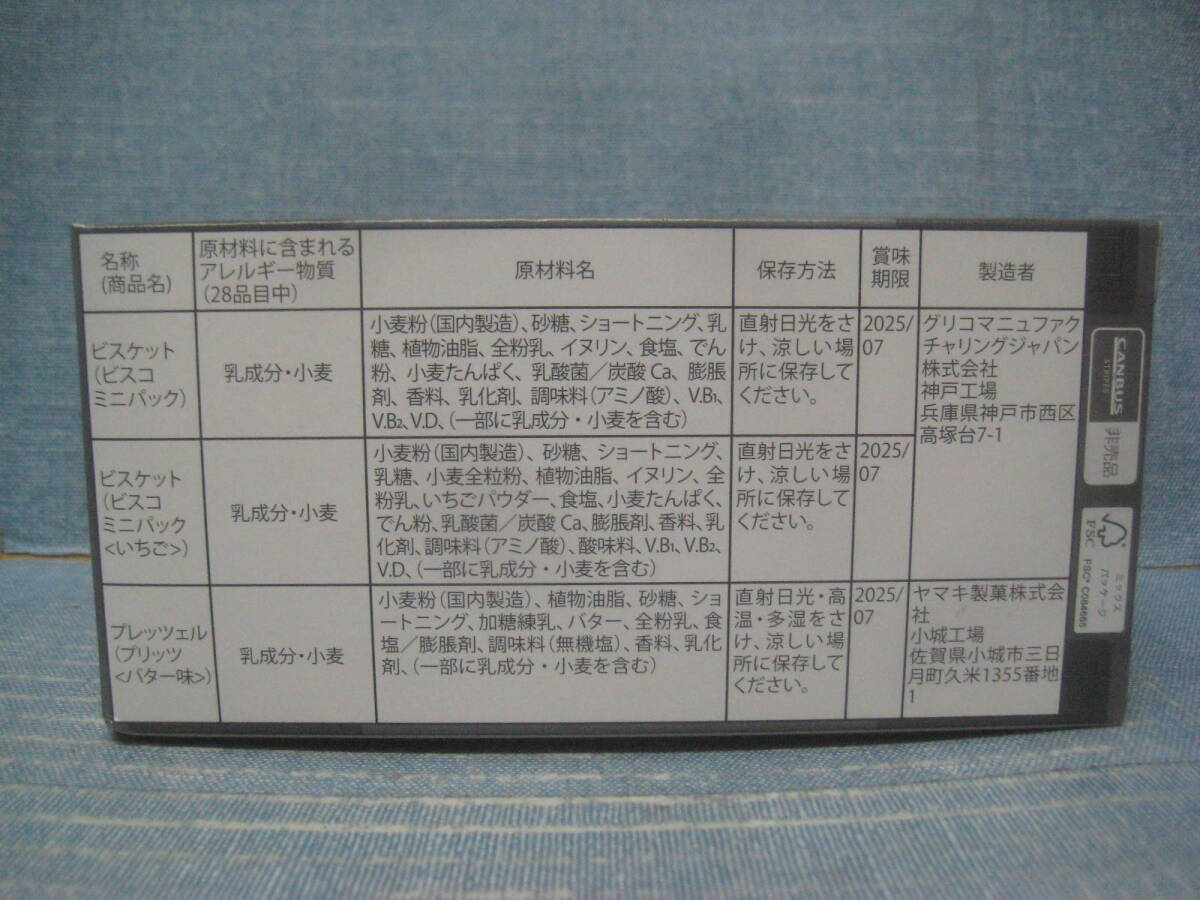 名称
(商品名)
原材料に含まれる
アレルギー物質
(28品目中)
原材料名
保存方法
賞味
期限
製造者
ビスケット
(ビスコ
ミニパック)
乳成分・小麦
小麦粉(国内製造)、砂糖、ショートニング、乳
糖、植物油脂、全粉乳、イヌリン、食塩、でん
粉、小麦たんぱく、乳酸菌/炭酸Ca、膨脹
剤、香料、乳化剤、調味料(アミノ酸)、V.B₁、
V.B₂、V.D、(一部に乳成分・小麦を含む)
直射日光をさ
け、涼しい場
所に保存して
ください。
2025/
07
グリコマニュファク
チャリングジャパン
株式会社
神戸工場
兵庫県神戸市西区
高塚台7-1
ビスケット
(ビスコ
ミニパック
<いちご>)
乳成分・小麦
小麦粉(国内製造)、砂糖、ショートニング、
乳糖、小麦全粒粉、植物油脂、イヌリン、全
粉乳、いちごパウダー、食塩、小麦たんぱく、
でん粉、乳酸菌/炭酸Ca、膨脹剤、香料、乳
化剤、調味料(アミノ酸)、酸味料、V.B₁、V.B₂、
V.D、(一部に乳成分・小麦を含む)
直射日光をさ
け、涼しい場
所に保存して
ください。
2025/
07
プレッツェル
(プリッツ
<バター味>)
乳成分・小麦
小麦粉(国内製造)、植物油脂、砂糖、ショ
ートニング、加糖練乳、バター、全粉乳、食
塩/膨脹剤、調味料(無機塩)、香料、乳化
剤、(一部に乳成分・小麦を含む)
直射日光・高
温・多湿をさ
け、涼しい場
所に保存して
ください。
2025/
07
ヤマキ製菓株式会
社
小城工場
佐賀県小城市三日
月町久米1355番地
1
SANBUS
非売品
FSC
ミックス
パッケージ
FSC® C084666